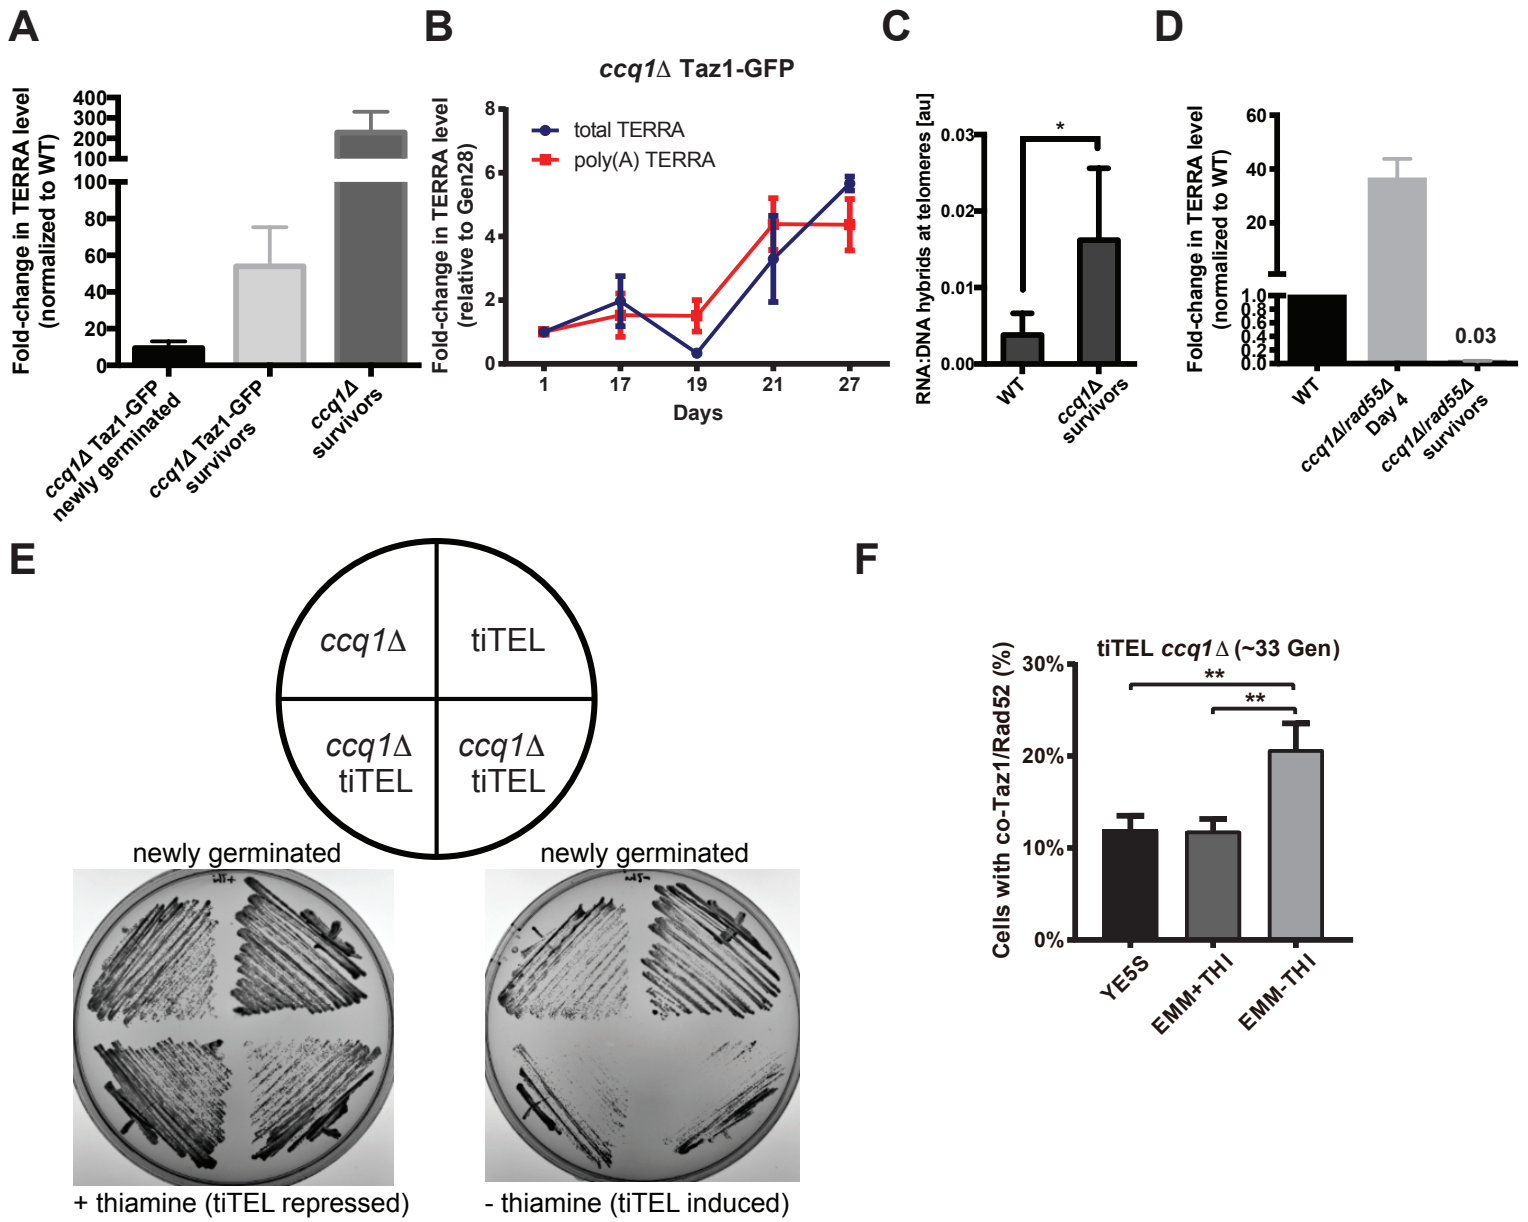 A
Fold-change in TERRA level
(normalized to WT)
400
300
200
100
100
80
60
40
20
0
ccq1Δ Taz1-GFP
newly germinated
ccq1Δ Taz1-GFP
survivors
ccq1Δ
survivors
B
ccq1Δ Taz1-GFP
Fold-change in TERRA level
(relative to Gen28)
8
6
4
2
0
total TERRA
poly(A) TERRA
1 17 19 21 27
Days
C
RNA:DNA hybrids at telomeres [au]
0.03
0.02
0.01
0.00
*
WT
ccq1Δ
survivors
D
Fold-change in TERRA level
(normalized to WT)
60
40
20
1.0
0.8
0.6
0.4
0.2
0.0
0.03
WT
ccq1Δ/rad55Δ
Day 4
ccq1Δ/rad55Δ
survivors
E
ccq1Δ
tiTEL
ccq1Δ
tiTEL
ccq1Δ
tiTEL
newly germinated
newly germinated
+ thiamine (tiTEL repressed)
- thiamine (tiTEL induced)
F
tiTEL ccq1Δ (~33 Gen)
Cells with co-Taz1/Rad52 (%)
30%
20%
10%
0%
**
**
YE5S
EMM+THI
EMM-THI